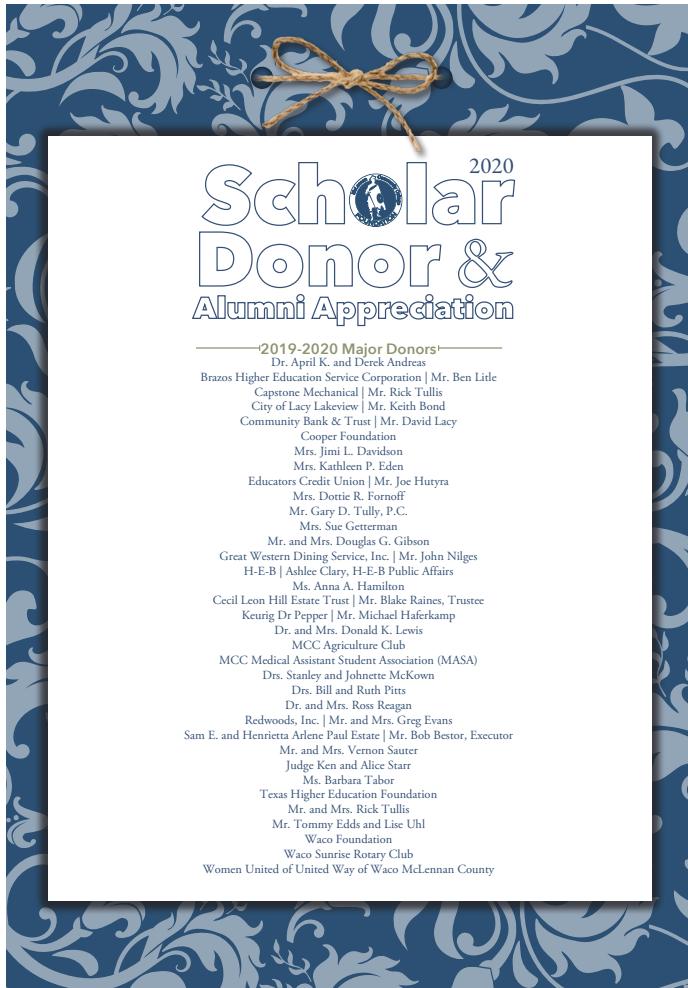 2020
Scholar
Donor &
Alumni Appreciation
2019-2020 Major Donors
Dr. April K. and Derek Andreas
Brazos Higher Education Service Corporation | Mr. Ben Litle
Capstone Mechanical | Mr. Rick Tullis
City of Lacy Lakeview | Mr. Keith Bond
Community Bank & Trust | Mr. David Lacy
Cooper Foundation
Mrs. Jimi L. Davidson
Mrs. Kathleen P. Eden
Educators Credit Union | Mr. Joe Hutyra
Mrs. Dottie R. Fornoff
Mr. Gary D. Tully, P.C.
Mrs. Sue Getterman
Mr. and Mrs. Douglas G. Gibson
Great Western Dining Service, Inc. | Mr. John Nilges
H-E-B | Ashlee Clary, H-E-B Public Affairs
Ms. Anna A. Hamilton
Cecil Leon Hill Estate Trust | Mr. Blake Raines, Trustee
Keurig Dr Pepper | Mr. Michael Haferkamp
Dr. and Mrs. Donald K. Lewis
MCC Agriculture Club
MCC Medical Assistant Student Association (MASA)
Drs. Stanley and Johnette McKown
Drs. Bill and Ruth Pitts
Dr. and Mrs. Ross Reagan
Redwoods, Inc. | Mr. and Mrs. Greg Evans
Sam E. and Henrietta Arlene Paul Estate | Mr. Bob Bestor, Executor
Mr. and Mrs. Vernon Sauter
Judge Ken and Alice Starr
Ms. Barbara Tabor
Texas Higher Education Foundation
Mr. and Mrs. Rick Tullis
Mr. Tommy Edds and Lise Uhl
Waco Foundation
Waco Sunrise Rotary Club
Women United of United Way of Waco McLennan County